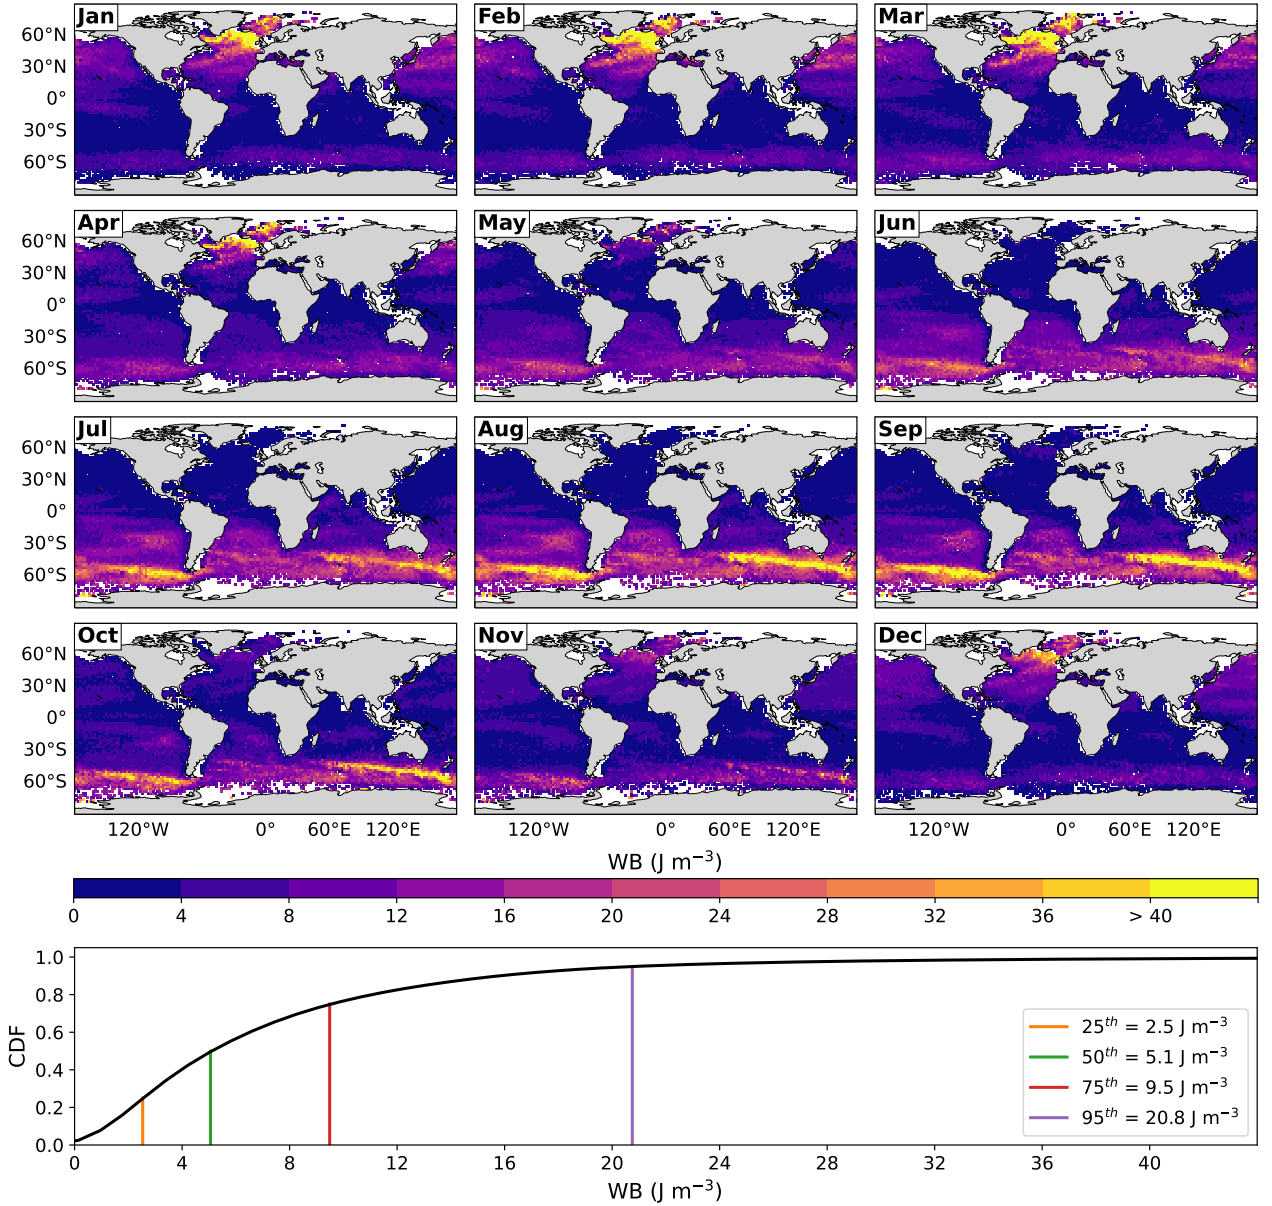 Jan Feb Mar
60°N
30°N
0°
30°S
60°S
Apr May Jun
60°N
30°N
0°
30°S
60°S
Jul Aug Sep
60°N
30°N
0°
30°S
60°S
Oct Nov Dec
60°N
30°N
0°
30°S
60°S
120°W 0° 60°E 120°E 120°W 0° 60°E 120°E 120°W 0° 60°E 120°E
WB (J m⁻³)
0 4 8 12 16 20 24 28 32 36 > 40
CDF
1.0
0.8
0.6
0.4
0.2
0.0
25ᵗʰ = 2.5 J m⁻³
50ᵗʰ = 5.1 J m⁻³
75ᵗʰ = 9.5 J m⁻³
95ᵗʰ = 20.8 J m⁻³
0 4 8 12 16 20 24 28 32 36 40
WB (J m⁻³)